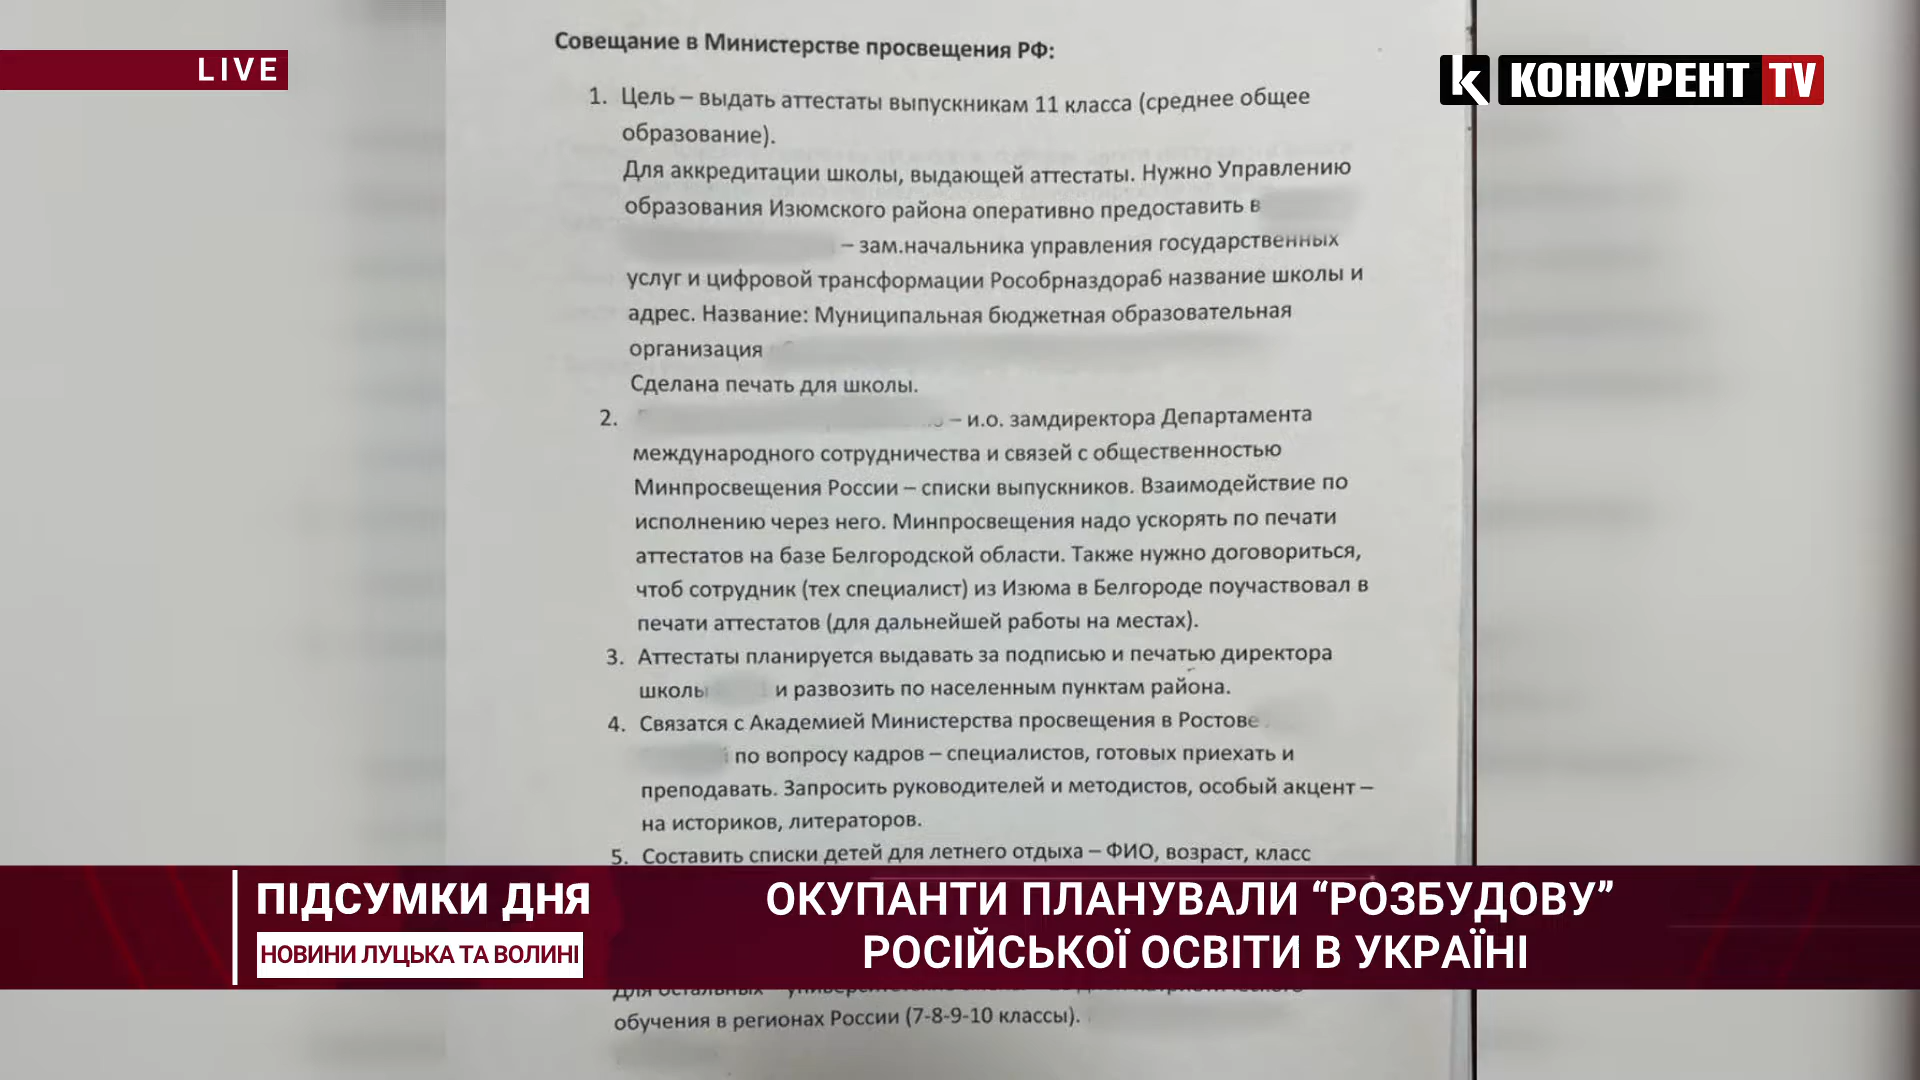 LIVE
K КОНКУРЕНТ TV
Совещание в Министерстве просвещения РФ:
1. Цель – выдать аттестаты выпускникам 11 класса (среднее общее
образование).
Для аккредитации школы, выдающей аттестаты. Нужно Управлению
образования Изюмского района оперативно предоставить в
– зам.начальника управления государственных
услуг и цифровой трансформации Рособрназдораб название школы и
адрес. Название: Муниципальная бюджетная образовательная
организация
Сделана печать для школы.
2. – и.о. замдиректора Департамента
международного сотрудничества и связей с общественностью
Минпросвещения России – списки выпускников. Взаимодействие по
исполнению через него. Минпросвещения надо ускорять по печати
аттестатов на базе Белгородской области. Также нужно договориться,
чтоб сотрудник (тех специалист) из Изюма в Белгороде поучаствовал в
печати аттестатов (для дальнейшей работы на местах).
3. Аттестаты планируется выдавать за подписью и печатью директора
школы и развозить по населенным пунктам района.
4. Связатся с Академией Министерства просвещения в Ростове
по вопросу кадров – специалистов, готовых приехать и
преподавать. Запросить руководителей и методистов, особый акцент –
на историков, литераторов.
5. Составить списки детей для летнего отдыха – ФИО, возраст, класс
ПІДСУМКИ ДНЯ
НОВИНИ ЛУЦЬКА ТА ВОЛИНІ
ОКУПАНТИ ПЛАНУВАЛИ “РОЗБУДОВУ”
РОСІЙСЬКОЇ ОСВІТИ В УКРАЇНІ
Для остальных –
обучения в регионах России (7-8-9-10 классы).